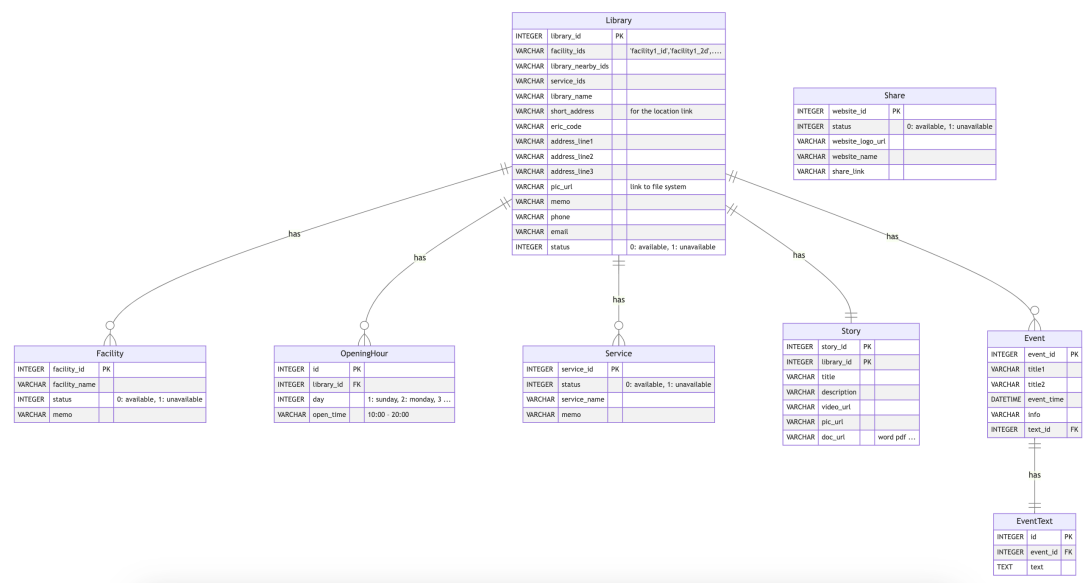 Library
INTEGER library_id PK
VARCHAR facility_ids 'facility1_id','facility1_2d',....
VARCHAR library_nearby_ids
VARCHAR service_ids
VARCHAR library_name
VARCHAR short_address for the location link
VARCHAR eric_code
VARCHAR address_line1
VARCHAR address_line2
VARCHAR address_line3
VARCHAR pic_url link to file system
VARCHAR memo
VARCHAR phone
VARCHAR email
INTEGER status 0: available, 1: unavailable
Share
INTEGER website_id PK
INTEGER status 0: available, 1: unavailable
VARCHAR website_logo_url
VARCHAR website_name
VARCHAR share_link
has
has
has
has
has
Facility
INTEGER facility_id PK
VARCHAR facility_name
INTEGER status 0: available, 1: unavailable
VARCHAR memo
OpeningHour
INTEGER id PK
INTEGER library_id FK
INTEGER day 1: sunday, 2: monday, 3 ...
VARCHAR open_time 10:00 - 20:00
Service
INTEGER service_id PK
INTEGER status 0: available, 1: unavailable
VARCHAR service_name
VARCHAR memo
Story
INTEGER story_id PK
INTEGER library_id PK
VARCHAR title
VARCHAR description
VARCHAR video_url
VARCHAR pic_url
VARCHAR doc_url word pdf ...
Event
INTEGER event_id PK
VARCHAR title1
VARCHAR title2
DATETIME event_time
VARCHAR info
INTEGER text_id FK
has
EventText
INTEGER id PK
INTEGER event_id FK
TEXT text